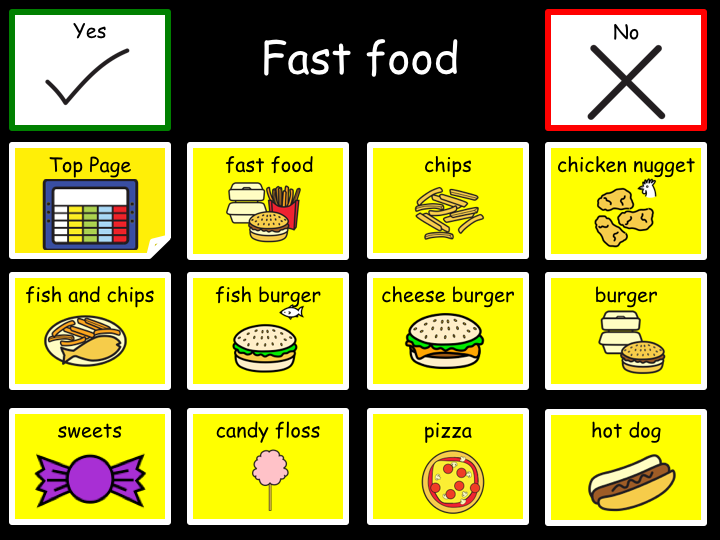 Yes
Fast food
No
Top Page
fast food
chips
chicken nugget
fish and chips
fish burger
cheese burger
burger
sweets
candy floss
pizza
hot dog